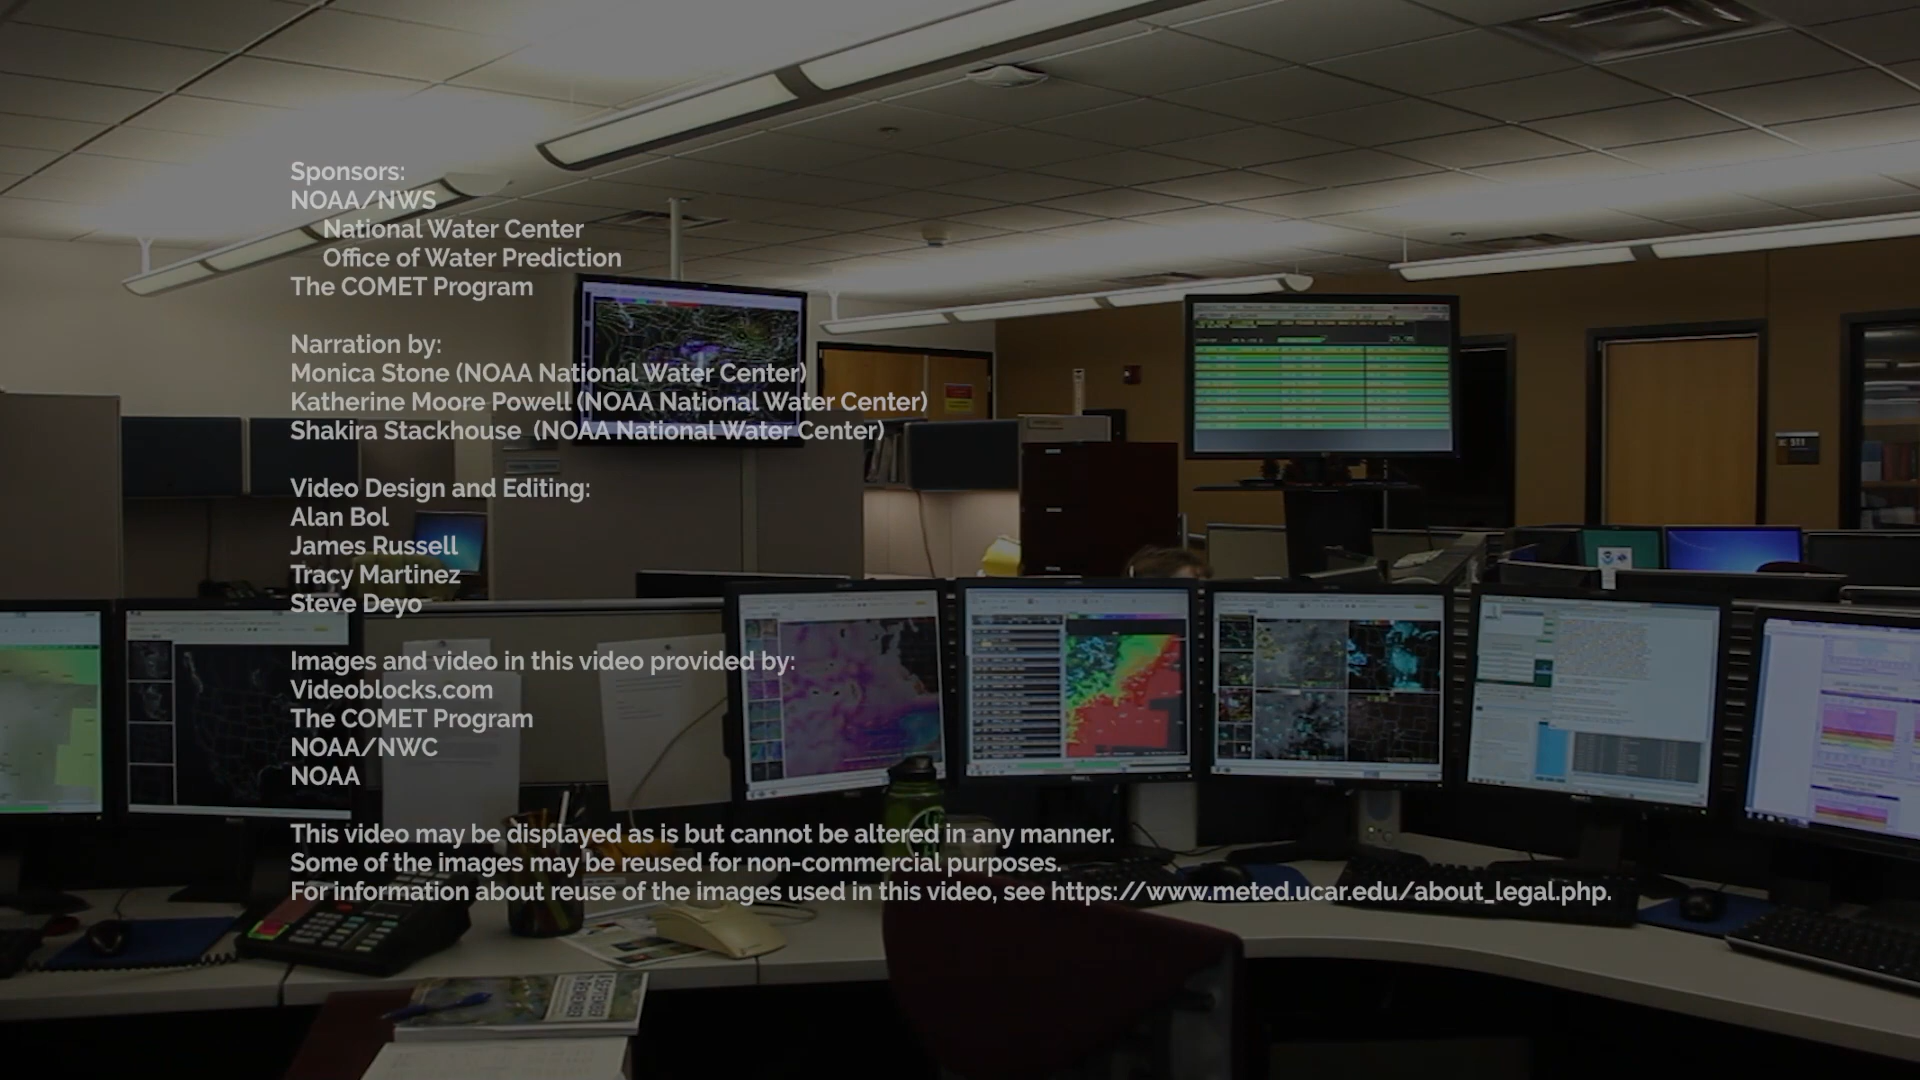 Sponsors:
NOAA/NWS
National Water Center
Office of Water Prediction
The COMET Program
Narration by:
Monica Stone (NOAA National Water Center)
Katherine Moore Powell (NOAA National Water Center)
Shakira Stackhouse (NOAA National Water Center)
Video Design and Editing:
Alan Bol
James Russell
Tracy Martinez
Steve Deyo
Images and video in this video provided by:
Videoblocks.com
The COMET Program
NOAA/NWC
NOAA
This video may be displayed as is but cannot be altered in any manner.
Some of the images may be reused for non-commercial purposes.
For information about reuse of the images used in this video, see https://www.meted.ucar.edu/about_legal.php.
511